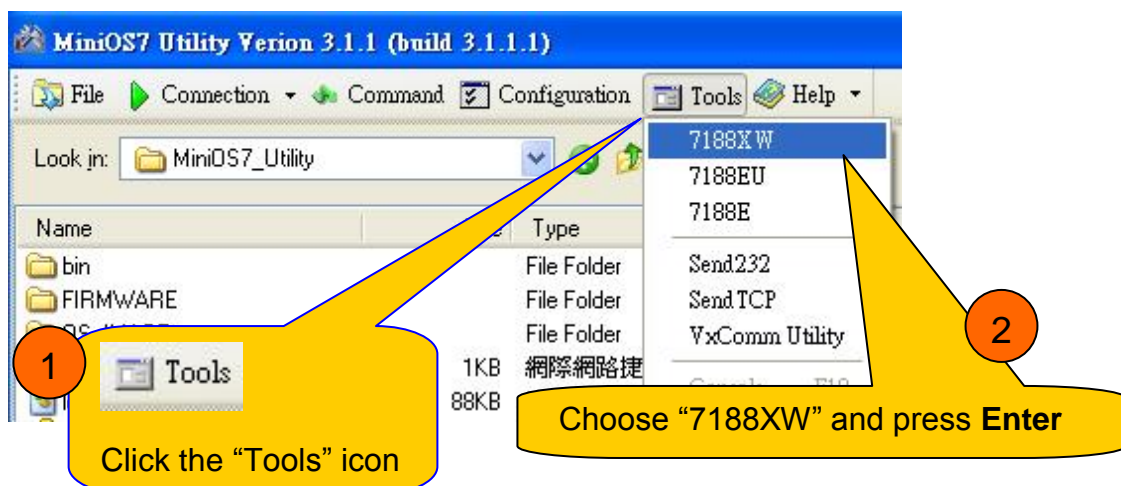 MiniOS7 Utility Verion 3.1.1 (build 3.1.1.1)
File Connection Command Configuration Tools Help
Look in: MiniOS7_Utility
7188XW
7188EU
7188E
Send232
SendTCP
VxComm Utility
Name Type
bin File Folder
FIRMWARE File Folder
File Folder
1KB 網際網路捷
88KB
1
Tools
Click the “Tools” icon
2
Choose “7188XW” and press Enter